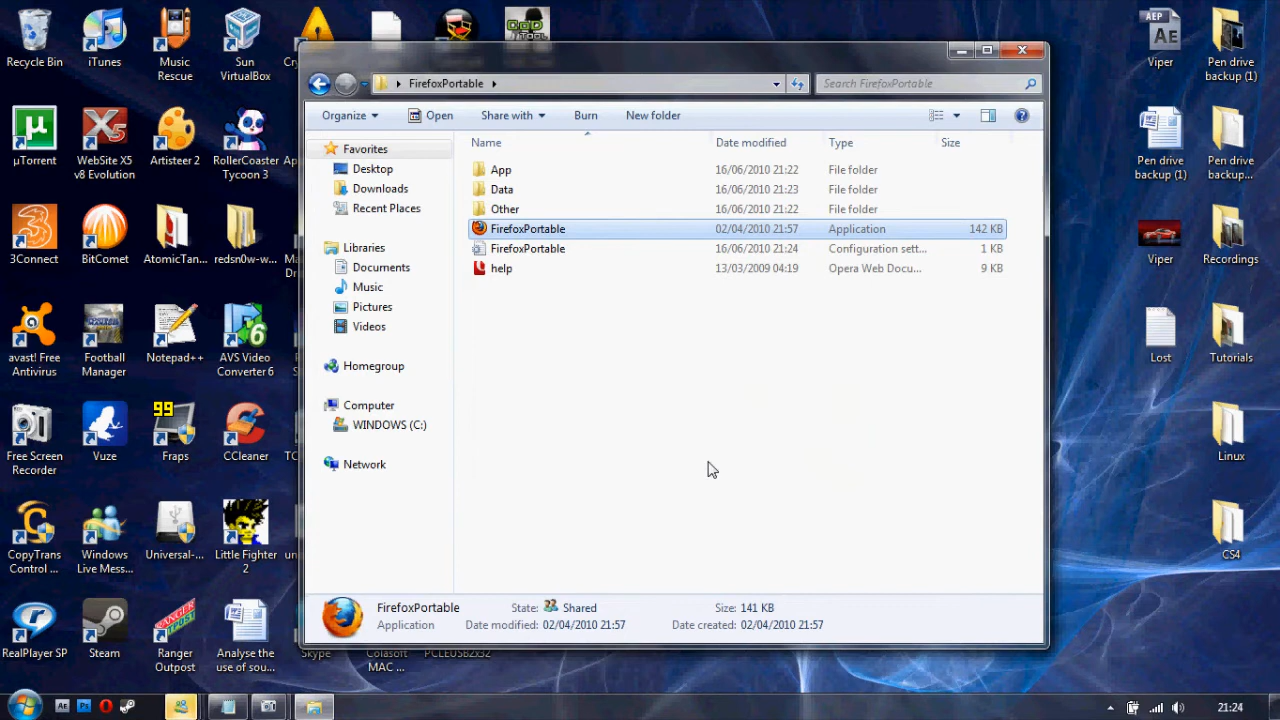 Recycle Bin
iTunes
Music Rescue
Sun VirtualBox
AEP
Ae
Viper
Pen drive backup (1)
FirefoxPortable
Search FirefoxPortable
Organize
Open
Share with
Burn
New folder
Name
Date modified
Type
Size
Favorites
Desktop
Downloads
Recent Places
Libraries
Documents
Music
Pictures
Videos
Homegroup
Computer
WINDOWS (C:)
Network
App 16/06/2010 21:22 File folder
Data 16/06/2010 21:23 File folder
Other 16/06/2010 21:22 File folder
FirefoxPortable 02/04/2010 21:57 Application 142 KB
FirefoxPortable 16/06/2010 21:24 Configuration sett... 1 KB
help 13/03/2009 04:19 Opera Web Docu... 9 KB
FirefoxPortable State: Shared Size: 141 KB
Application Date modified: 02/04/2010 21:57 Date created: 02/04/2010 21:57
µTorrent
WebSite X5 v8 Evolution
Artisteer 2
RollerCoaster Tycoon 3
Pen drive backup (1)
Pen drive backup...
3Connect
BitComet
AtomicTan...
redsn0w-w...
Viper
Recordings
avast! Free Antivirus
Football Manager
Notepad++
AVS Video Converter 6
Lost
Tutorials
99
Free Screen Recorder
Vuze
Fraps
CCleaner
Linux
CopyTrans Control ...
Windows Live Mess...
Universal-...
Little Fighter 2
CS4
RealPlayer SP
Steam
Ranger Outpost
Analyse the use of sou...
Skype
Colasoft MAC ...
PCLEUSB2x32
21:24